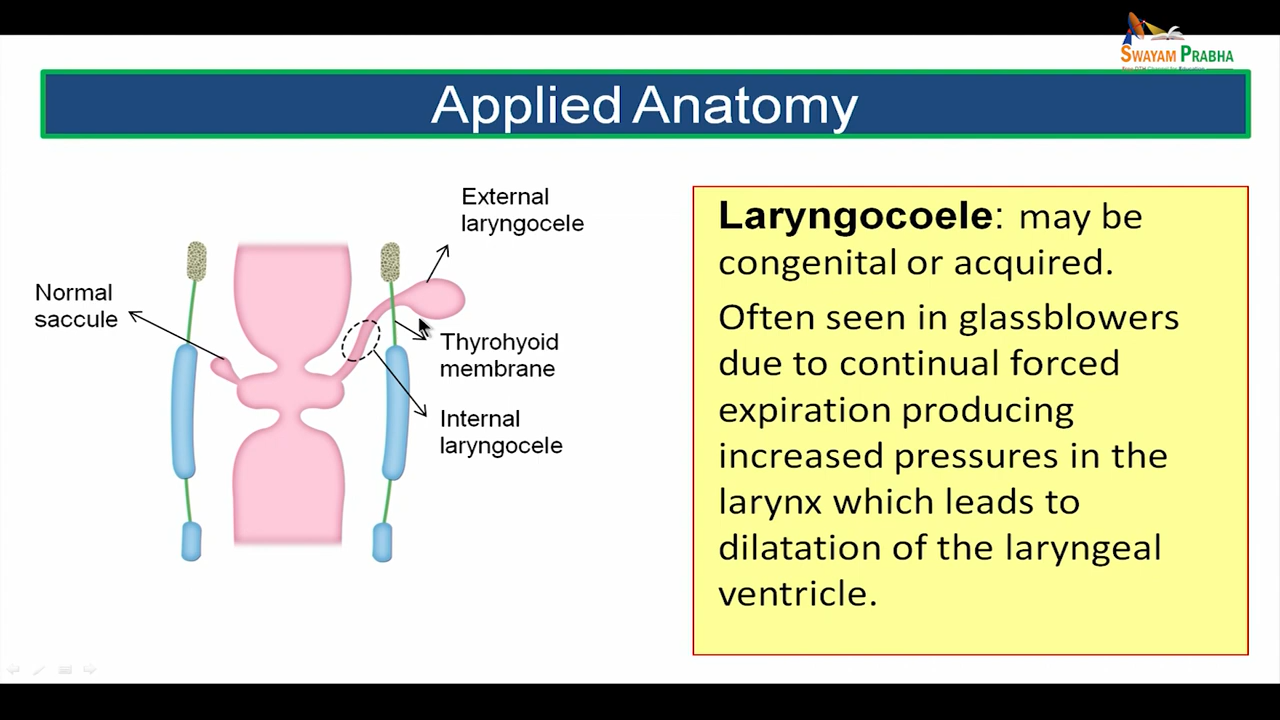 SWAYAM PRABHA
Applied Anatomy
External
laryngocele
Normal
saccule
Thyrohyoid
membrane
Internal
laryngocele
Laryngocoele: may be
congenital or acquired.
Often seen in glassblowers
due to continual forced
expiration producing
increased pressures in the
larynx which leads to
dilatation of the laryngeal
ventricle.